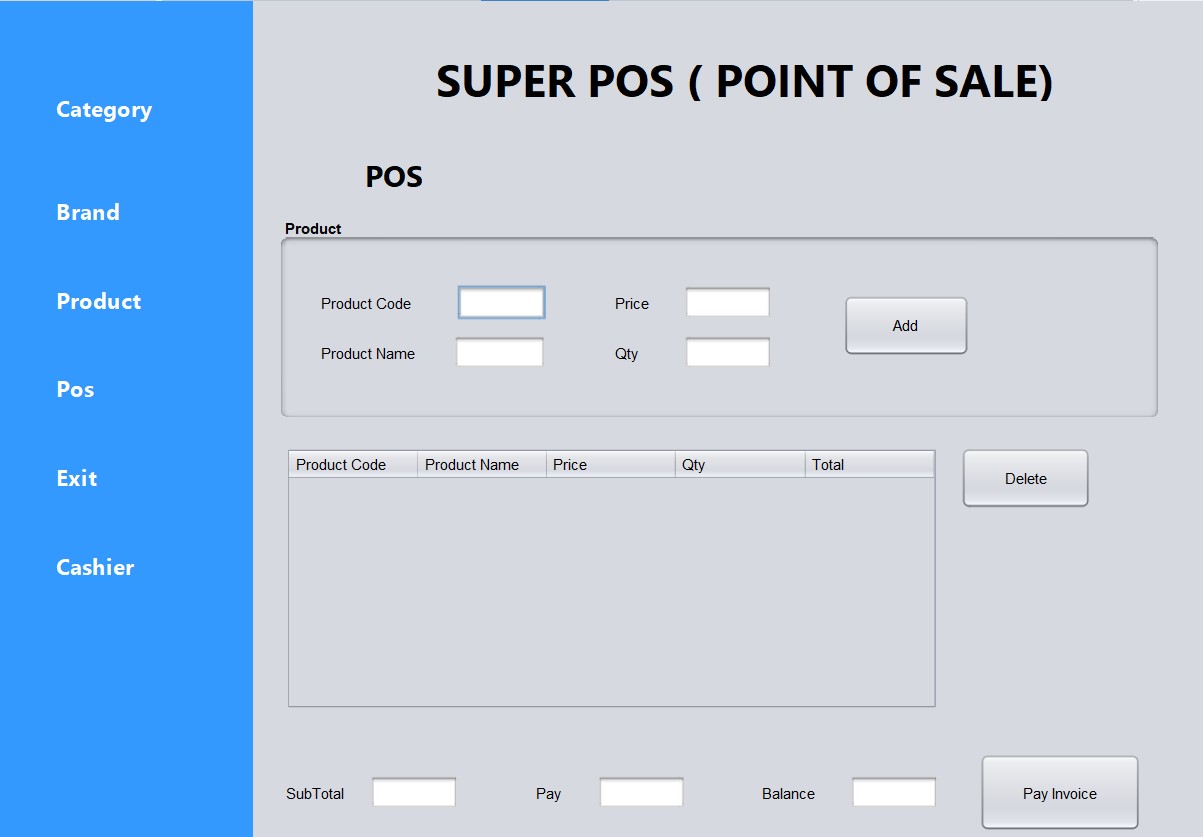 Category
Brand
Product
Pos
Exit
Cashier
SUPER POS ( POINT OF SALE)
POS
Product
Product Code
Price
Add
Product Name
Qty
Product Code Product Name Price Qty Total
Delete
SubTotal
Pay
Balance
Pay Invoice